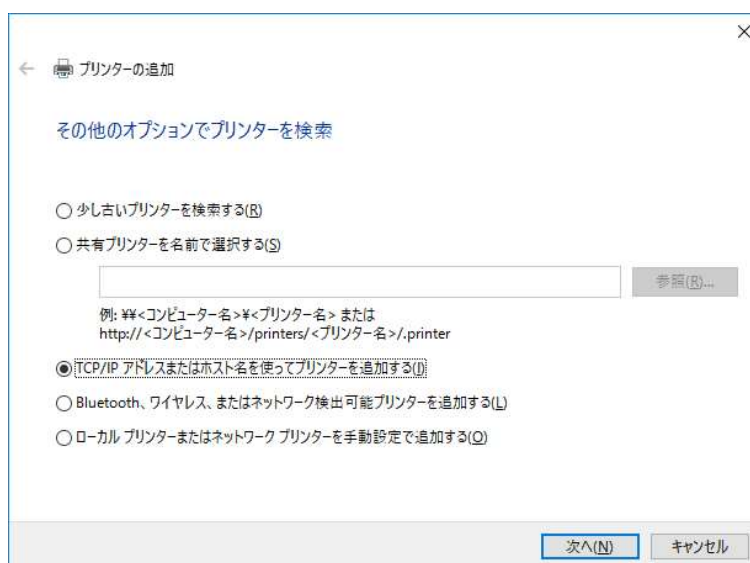 プリンターの追加
その他のオプションでプリンターを検索
少し古いプリンターを検索する(R)
共有プリンターを名前で選択する(S)
参照(R)...
例: ¥¥<コンピューター名>¥<プリンター名> または
http://<コンピューター名>/printers/<プリンター名>/.printer
TCP/IP アドレスまたはホスト名を使ってプリンターを追加する(I)
Bluetooth、ワイヤレス、またはネットワーク検出可能プリンターを追加する(L)
ローカル プリンターまたはネットワーク プリンターを手動設定で追加する(O)
次へ(N)
キャンセル